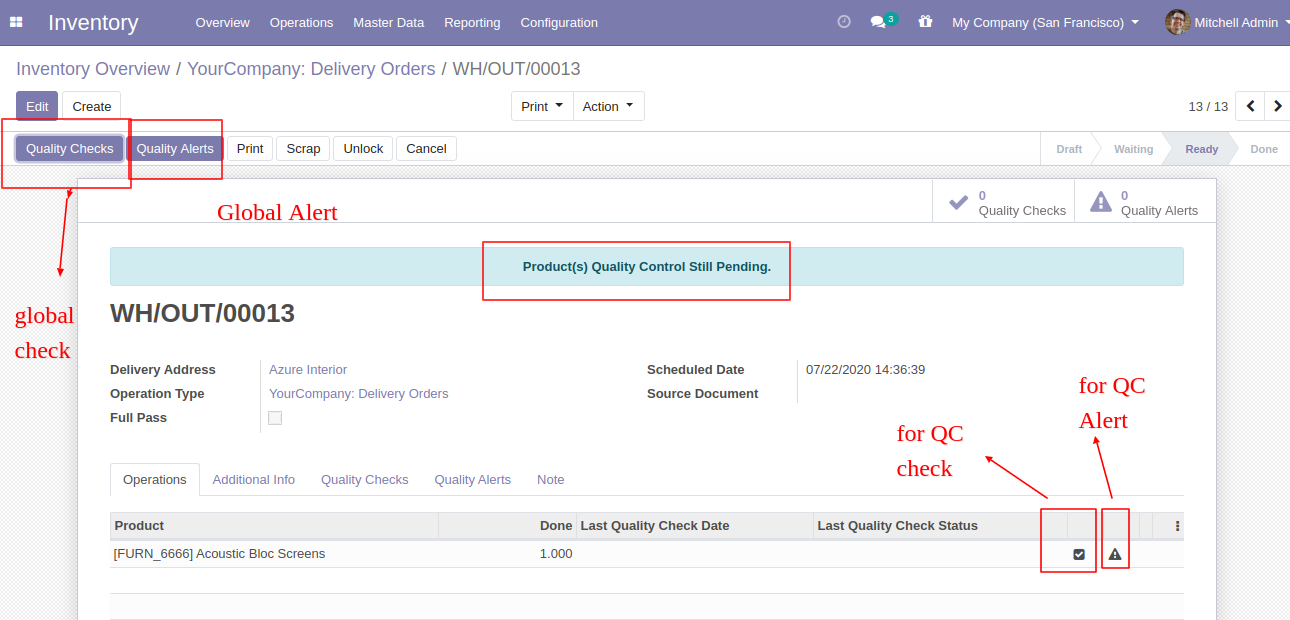 Inventory Overview Operations Master Data Reporting Configuration 3 My Company (San Francisco) Mitchell Admin
Inventory Overview / YourCompany: Delivery Orders / WH/OUT/00013
Edit Create Print Action 13 / 13
Quality Checks Quality Alerts Print Scrap Unlock Cancel Draft Waiting Ready Done
0 Quality Checks 0 Quality Alerts
Global Alert
Product(s) Quality Control Still Pending.
WH/OUT/00013
global
check
Delivery Address Azure Interior Scheduled Date 07/22/2020 14:36:39
Operation Type YourCompany: Delivery Orders Source Document
Full Pass
for QC
Alert
for QC
check
Operations Additional Info Quality Checks Quality Alerts Note
Product Done Last Quality Check Date Last Quality Check Status
[FURN_6666] Acoustic Bloc Screens 1.000